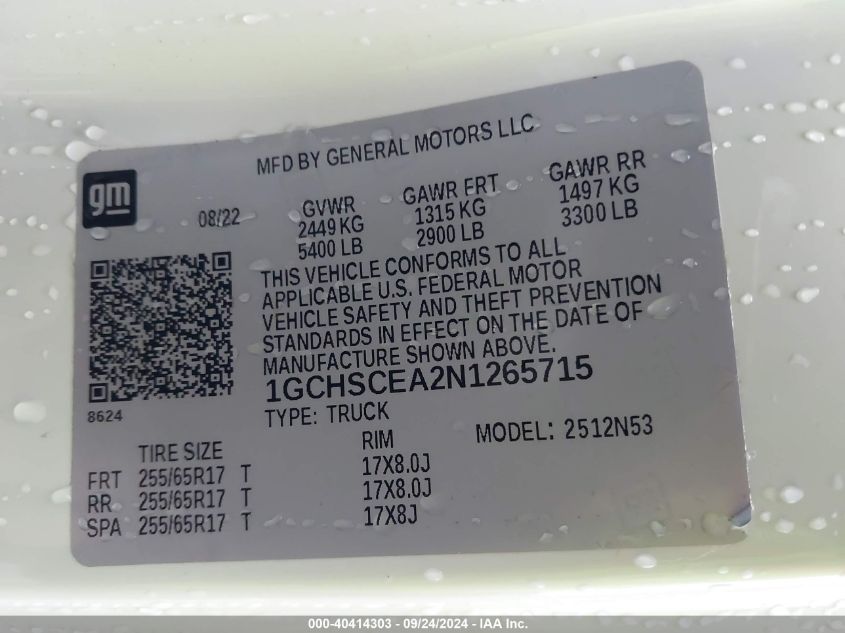 MFD BY GENERAL MOTORS LLC
gm
08/22
GVWR GAWR FRT GAWR RR
2449 KG 1315 KG 1497 KG
5400 LB 2900 LB 3300 LB
THIS VEHICLE CONFORMS TO ALL
APPLICABLE U.S. FEDERAL MOTOR
VEHICLE SAFETY AND THEFT PREVENTION
STANDARDS IN EFFECT ON THE DATE OF
MANUFACTURE SHOWN ABOVE.
1GCHSCEA2N1265715
8624
TYPE: TRUCK
MODEL: 2512N53
TIRE SIZE RIM
FRT 255/65R17 T 17X8.0J
RR 255/65R17 T 17X8.0J
SPA 255/65R17 T 17X8J
000-40414303 - 09/24/2024 - IAA Inc.